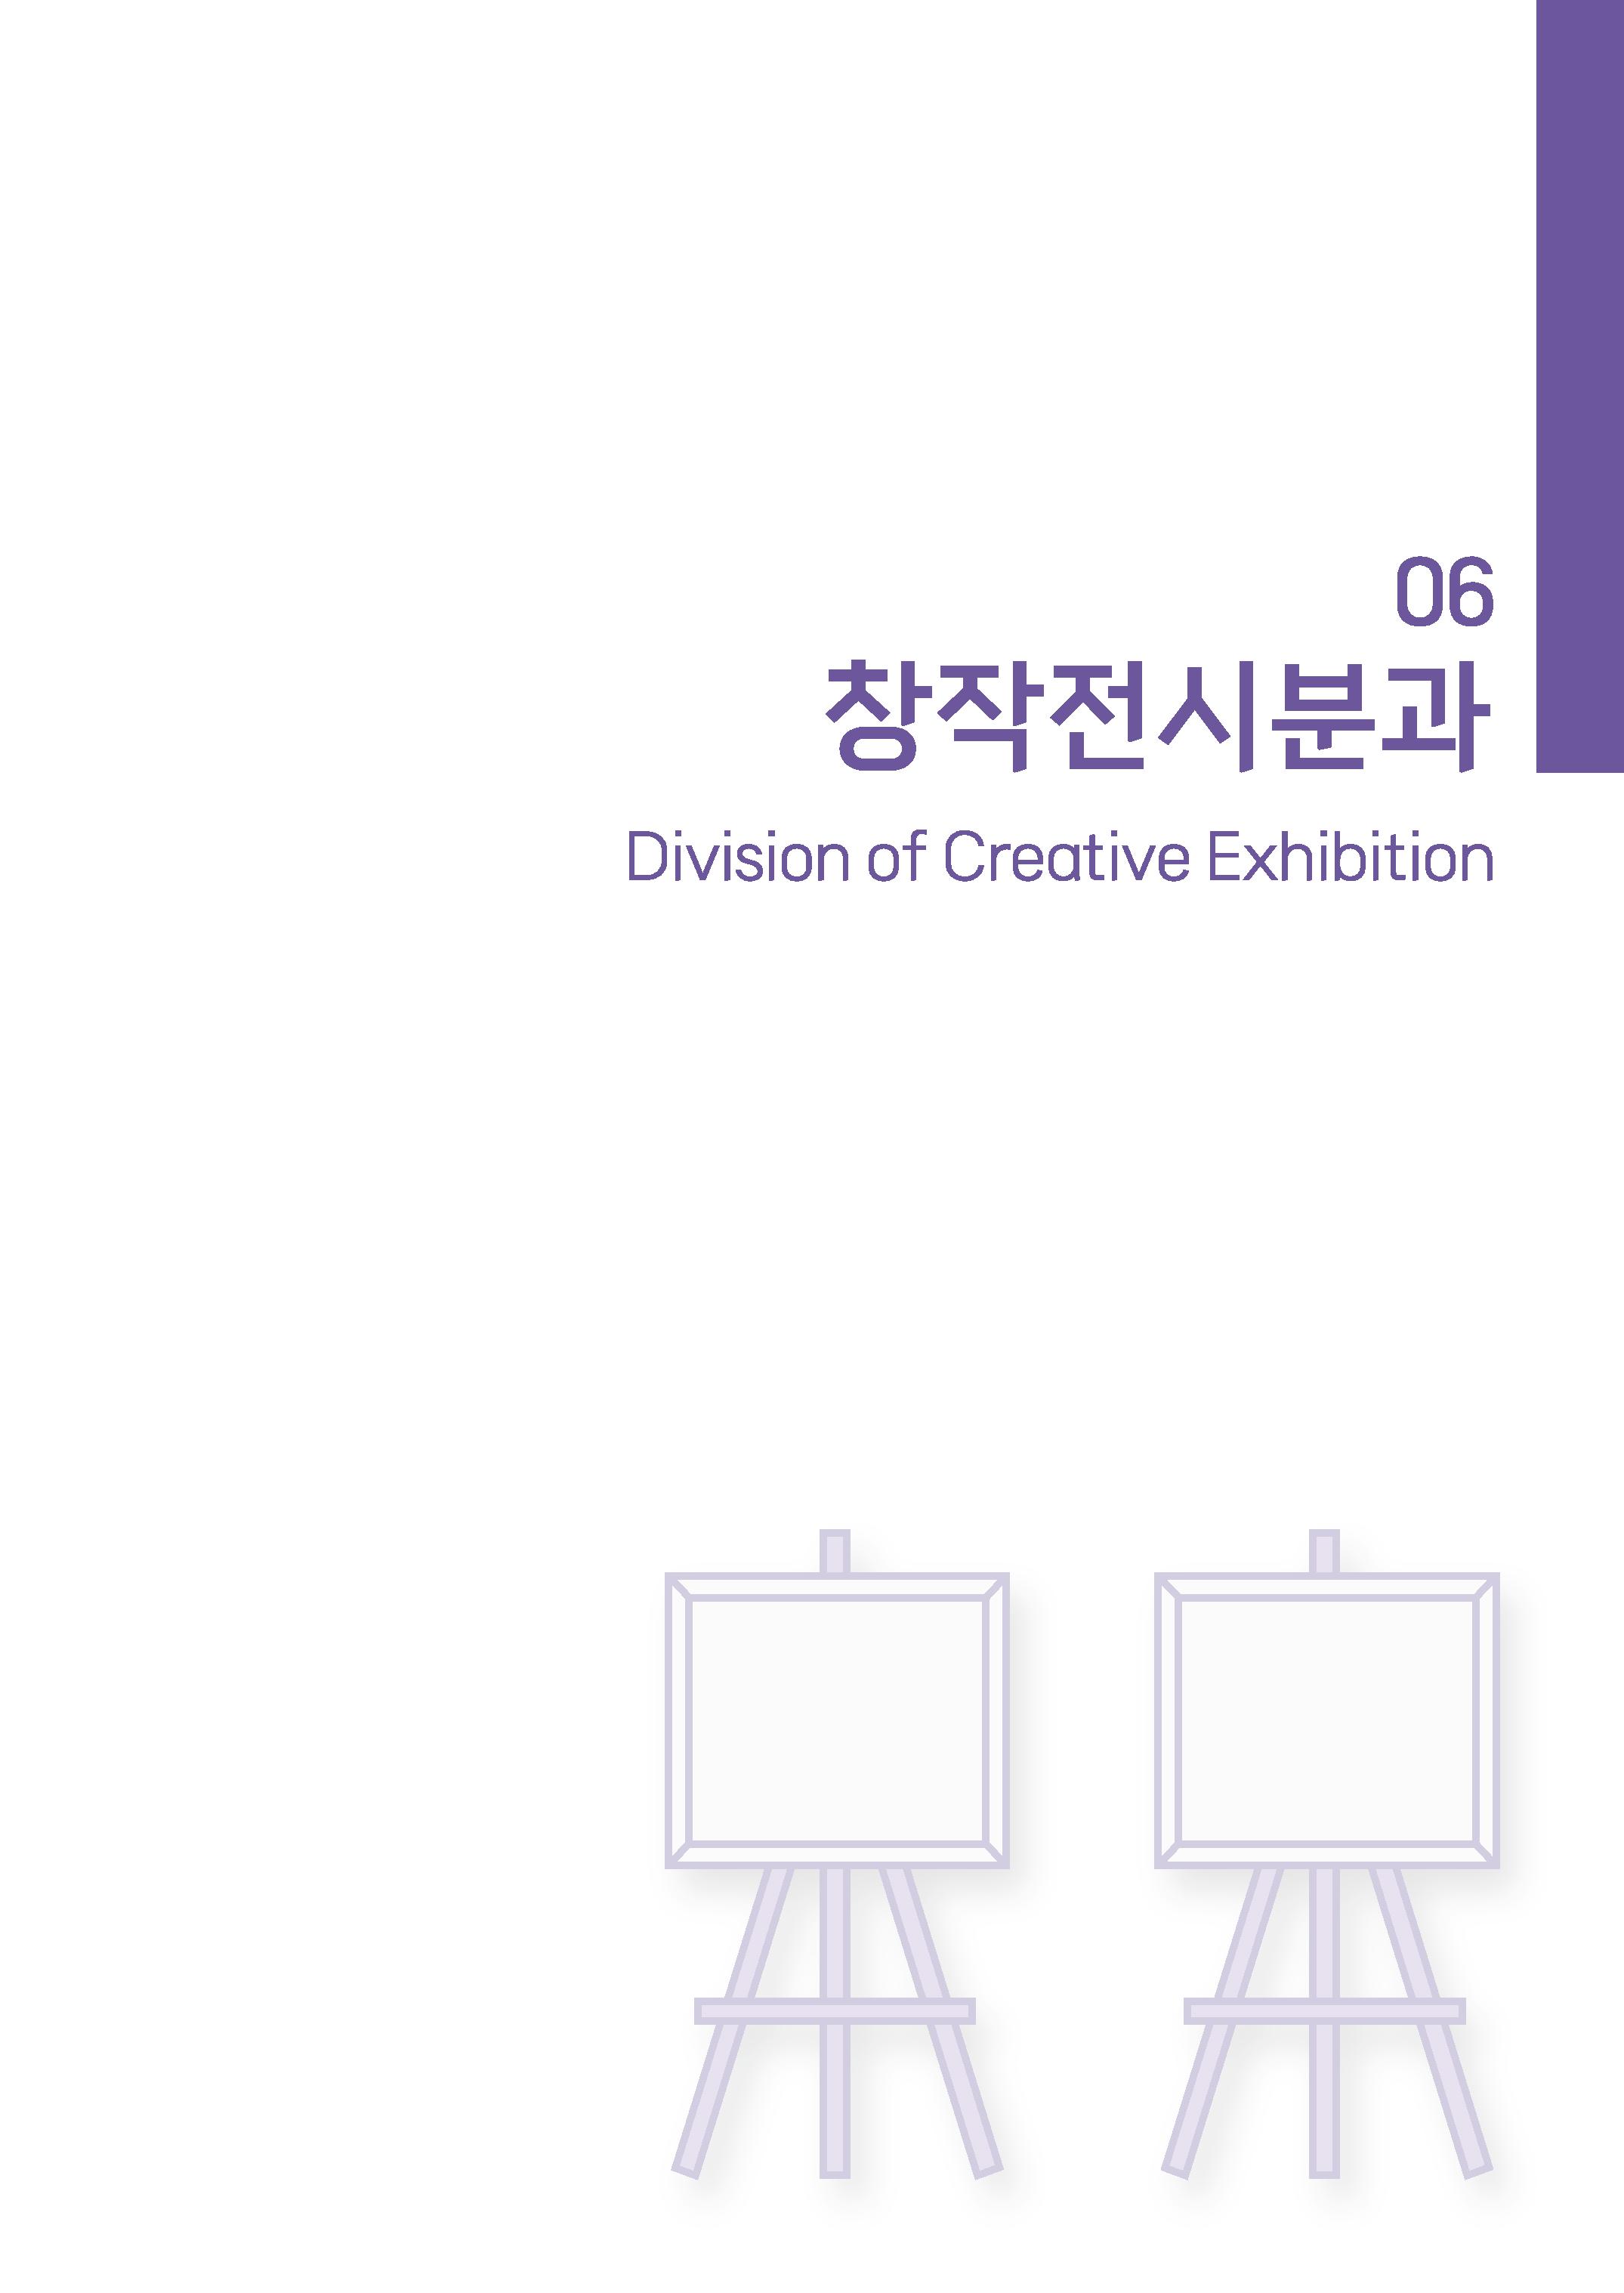 06
창작전시분과
Division of Creative Exhibition